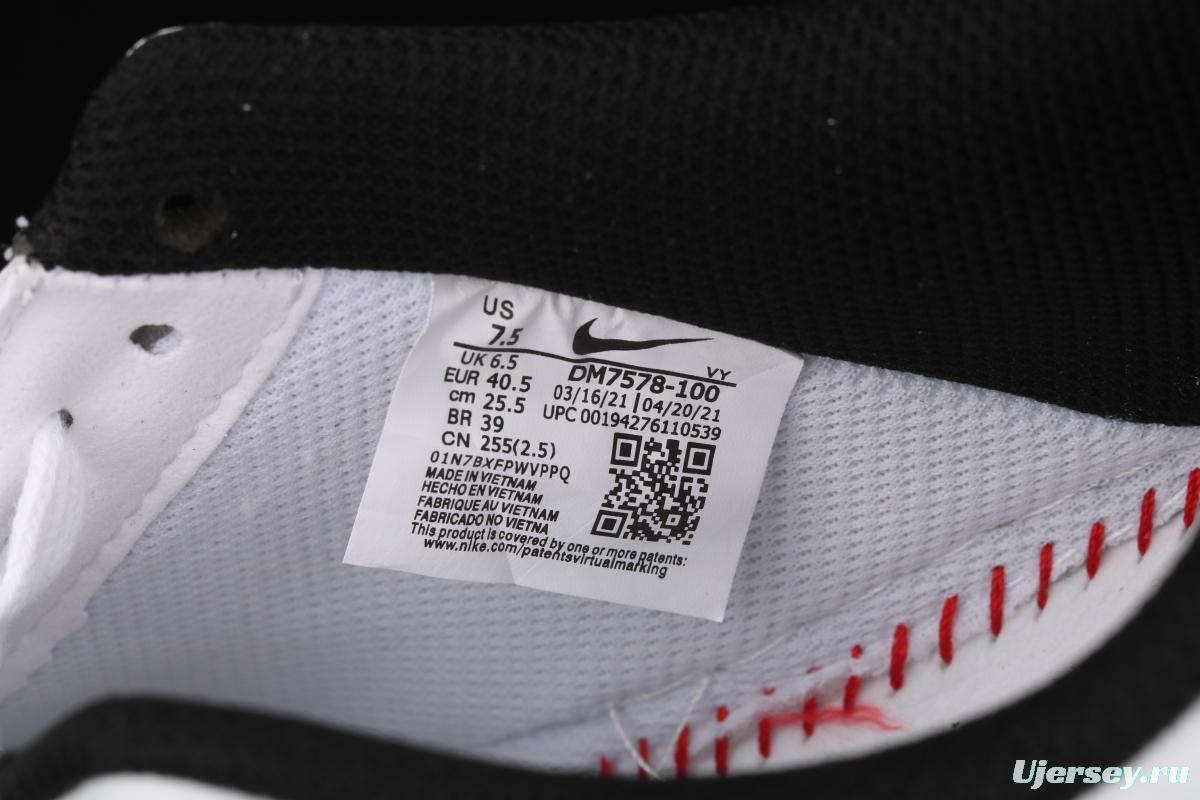 US
7.5
VY
UK 6.5
DM7578-100
EUR 40.5
03/16/21 | 04/20/21
cm 25.5
UPC 00194276110539
BR 39
CN 255(2.5)
01N7BXFPWVPPQ
MADE IN VIETNAM
HECHO EN VIETNAM
FABRIQUE AU VIETNAM
FABRICADO NO VIETNA
This product is covered by one or more patents:
www.nike.com/patentsvirtualmarking
Ujersey.ru